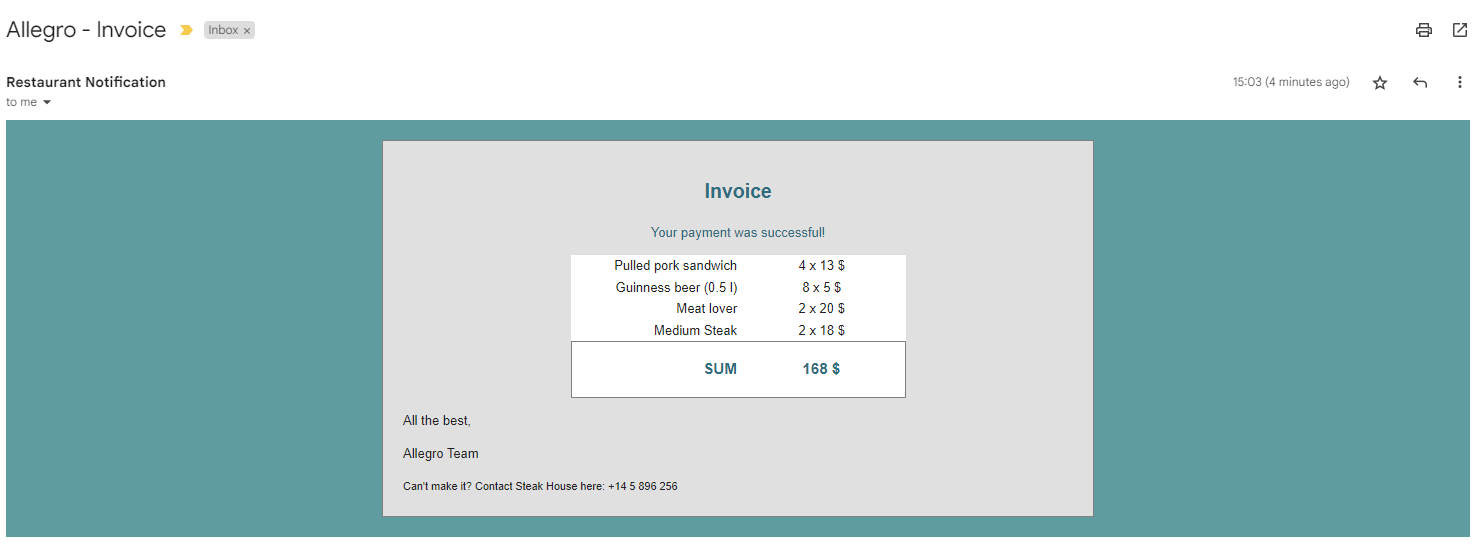 Allegro - Invoice Inbox ×
Restaurant Notification 15:03 (4 minutes ago)
to me
Invoice
Your payment was successful!
Pulled pork sandwich 4 x 13 $
Guinness beer (0.5 l) 8 x 5 $
Meat lover 2 x 20 $
Medium Steak 2 x 18 $
SUM 168 $
All the best,
Allegro Team
Can't make it? Contact Steak House here: +14 5 896 256